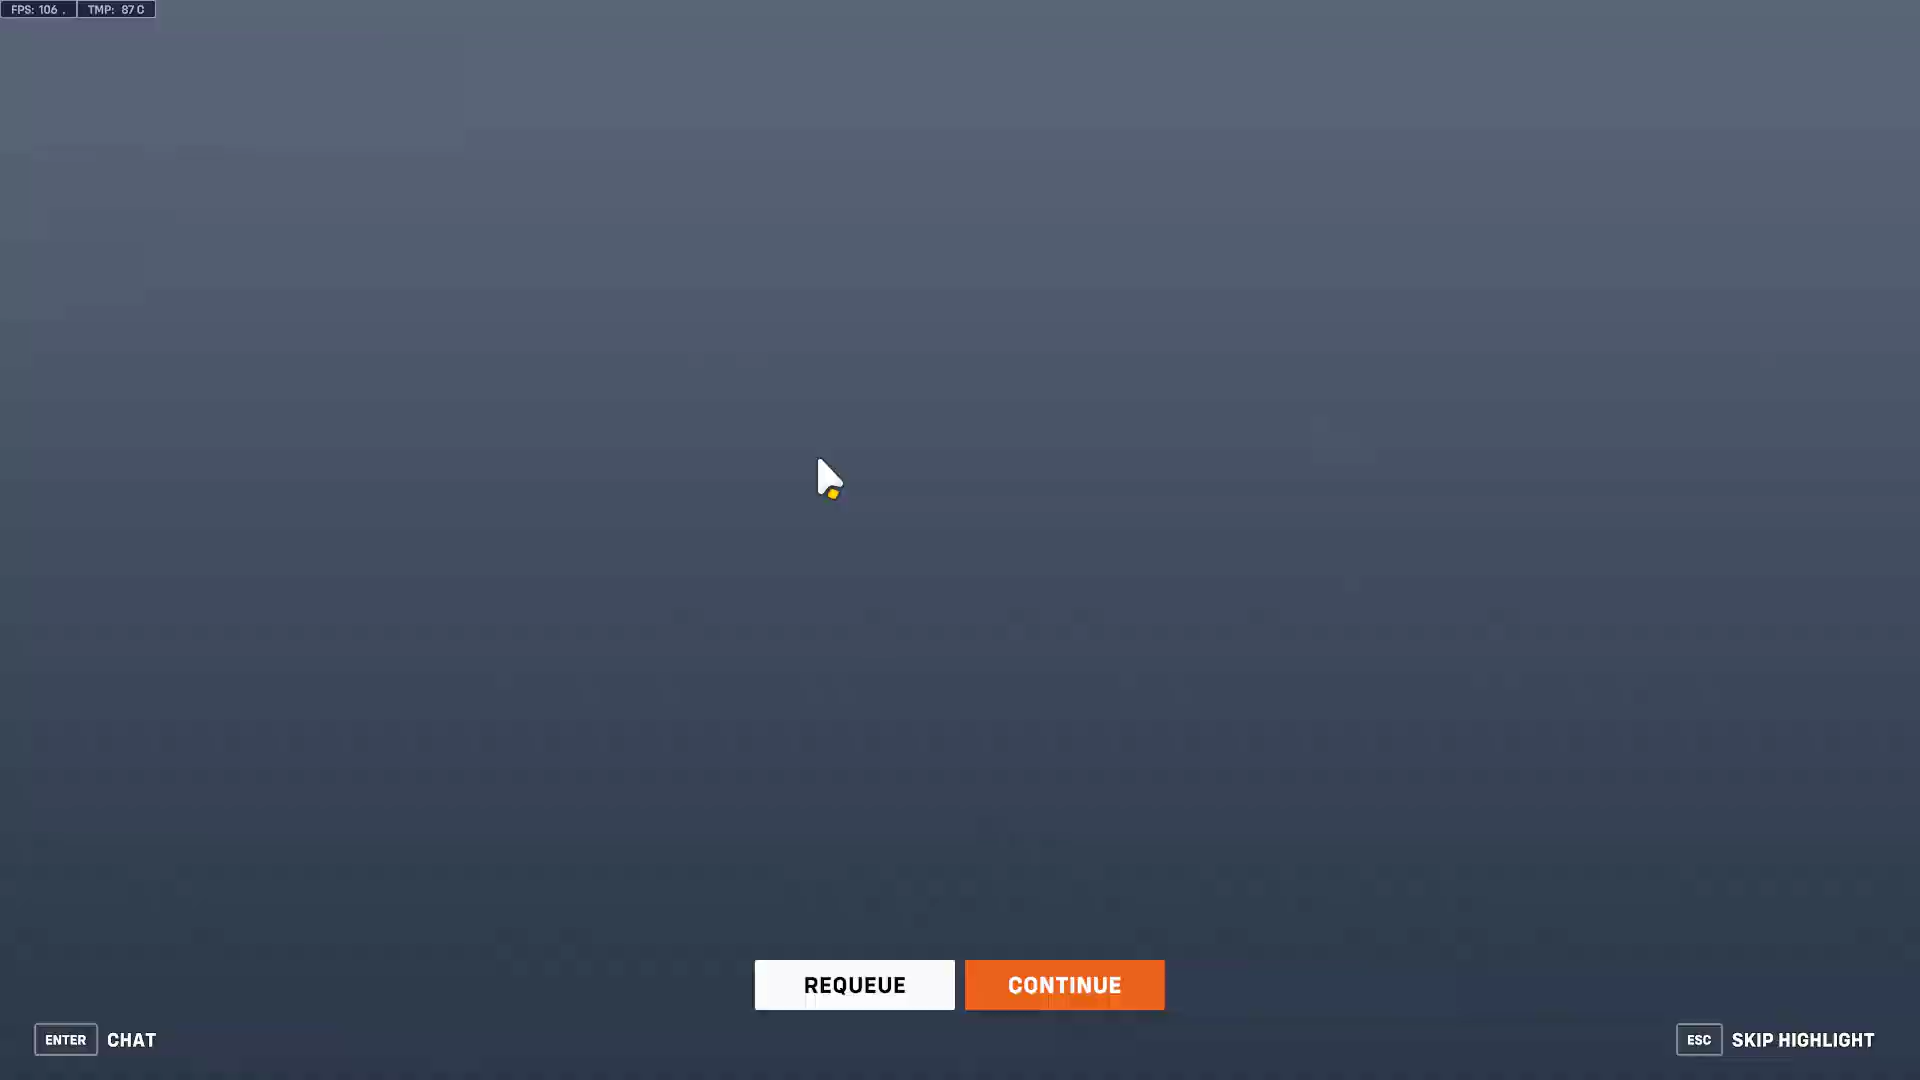 FPS: 106 . TMP: 87 C
REQUEUE CONTINUE
ENTER CHAT ESC SKIP HIGHLIGHT